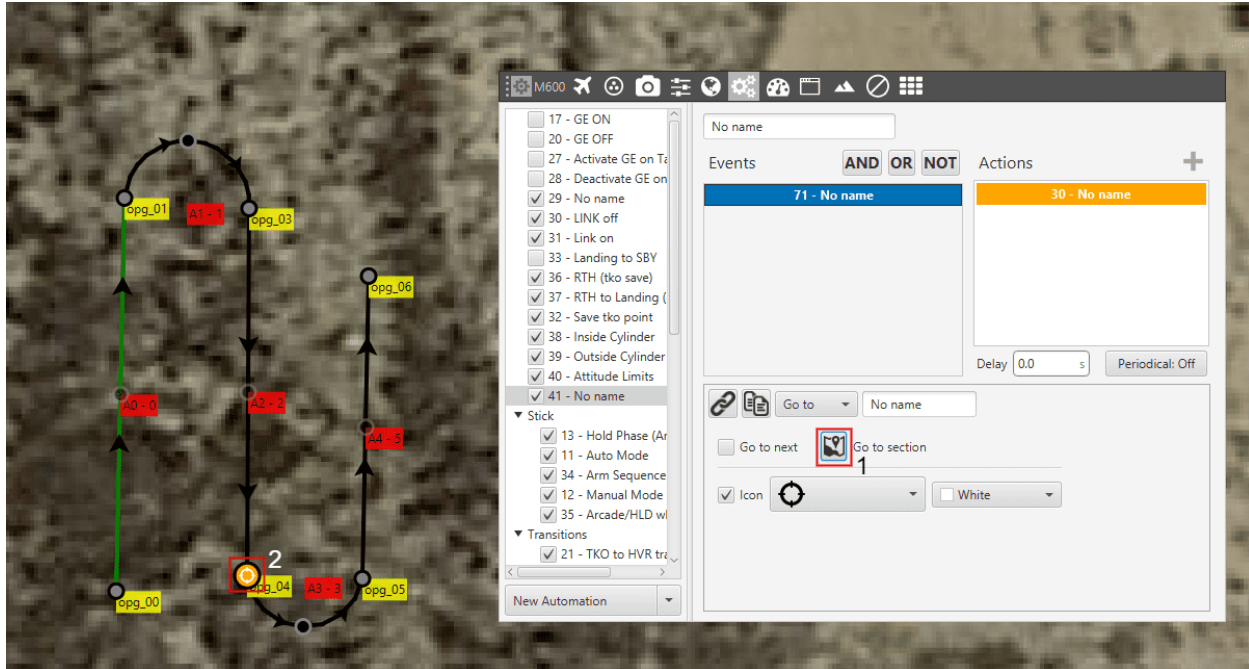 opg_01
A1 - 1
opg_03
opg_06
A0 - 0
A2 - 2
A4 - 5
2
opg_04
A3 - 3
opg_05
opg_00
M600
17 - GE ON
20 - GE OFF
27 - Activate GE on Ta
28 - Deactivate GE on
29 - No name
30 - LINK off
31 - Link on
33 - Landing to SBY
36 - RTH (tko save)
37 - RTH to Landing (
32 - Save tko point
38 - Inside Cylinder
39 - Outside Cylinder
40 - Attitude Limits
41 - No name
Stick
13 - Hold Phase (Ar
11 - Auto Mode
34 - Arm Sequence
12 - Manual Mode
35 - Arcade/HLD wl
Transitions
21 - TKO to HVR tra
New Automation
No name
Events AND OR NOT Actions
71 - No name
30 - No name
Delay 0.0 s Periodical: Off
Go to No name
Go to next Go to section
1
Icon White